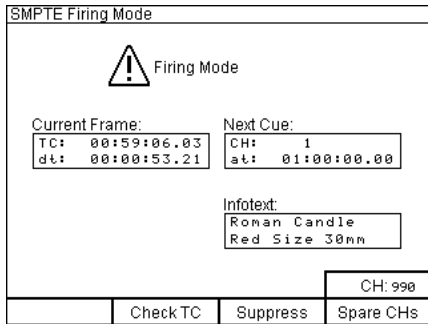 SMPTE Firing Mode
Firing Mode
Current Frame:
TC: 00:59:06.03
dt: 00:00:53.21
Next Cue:
CH: 1
at: 01:00:00.00
Infotext:
Roman Candle
Red Size 30mm
CH: 990
Check TC Suppress Spare CHs